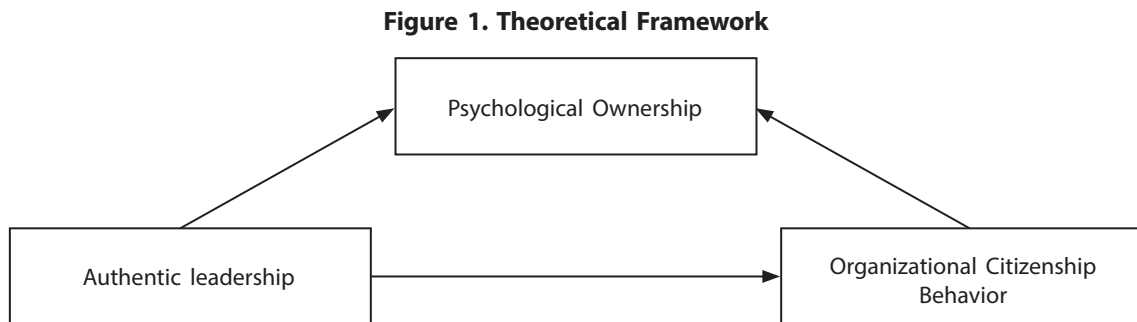 Figure 1. Theoretical Framework
Psychological Ownership
Authentic leadership
Organizational Citizenship
Behavior